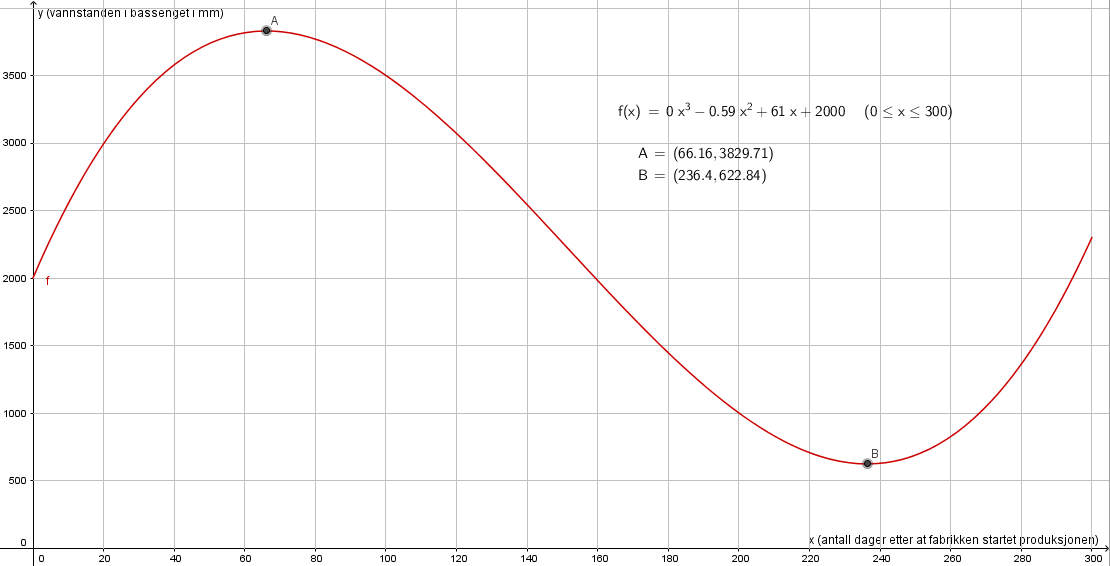 y (vannstanden i bassenget i mm)
A
3500
f(x) = 0 x³ − 0.59 x² + 61 x + 2000 (0 ≤ x ≤ 300)
3000
A = (66.16, 3829.71)
B = (236.4, 622.84)
2500
2000
f
1500
1000
B
500
0
x (antall dager etter at fabrikken startet produksjonen)
0 20 40 60 80 100 120 140 160 180 200 220 240 260 280 300